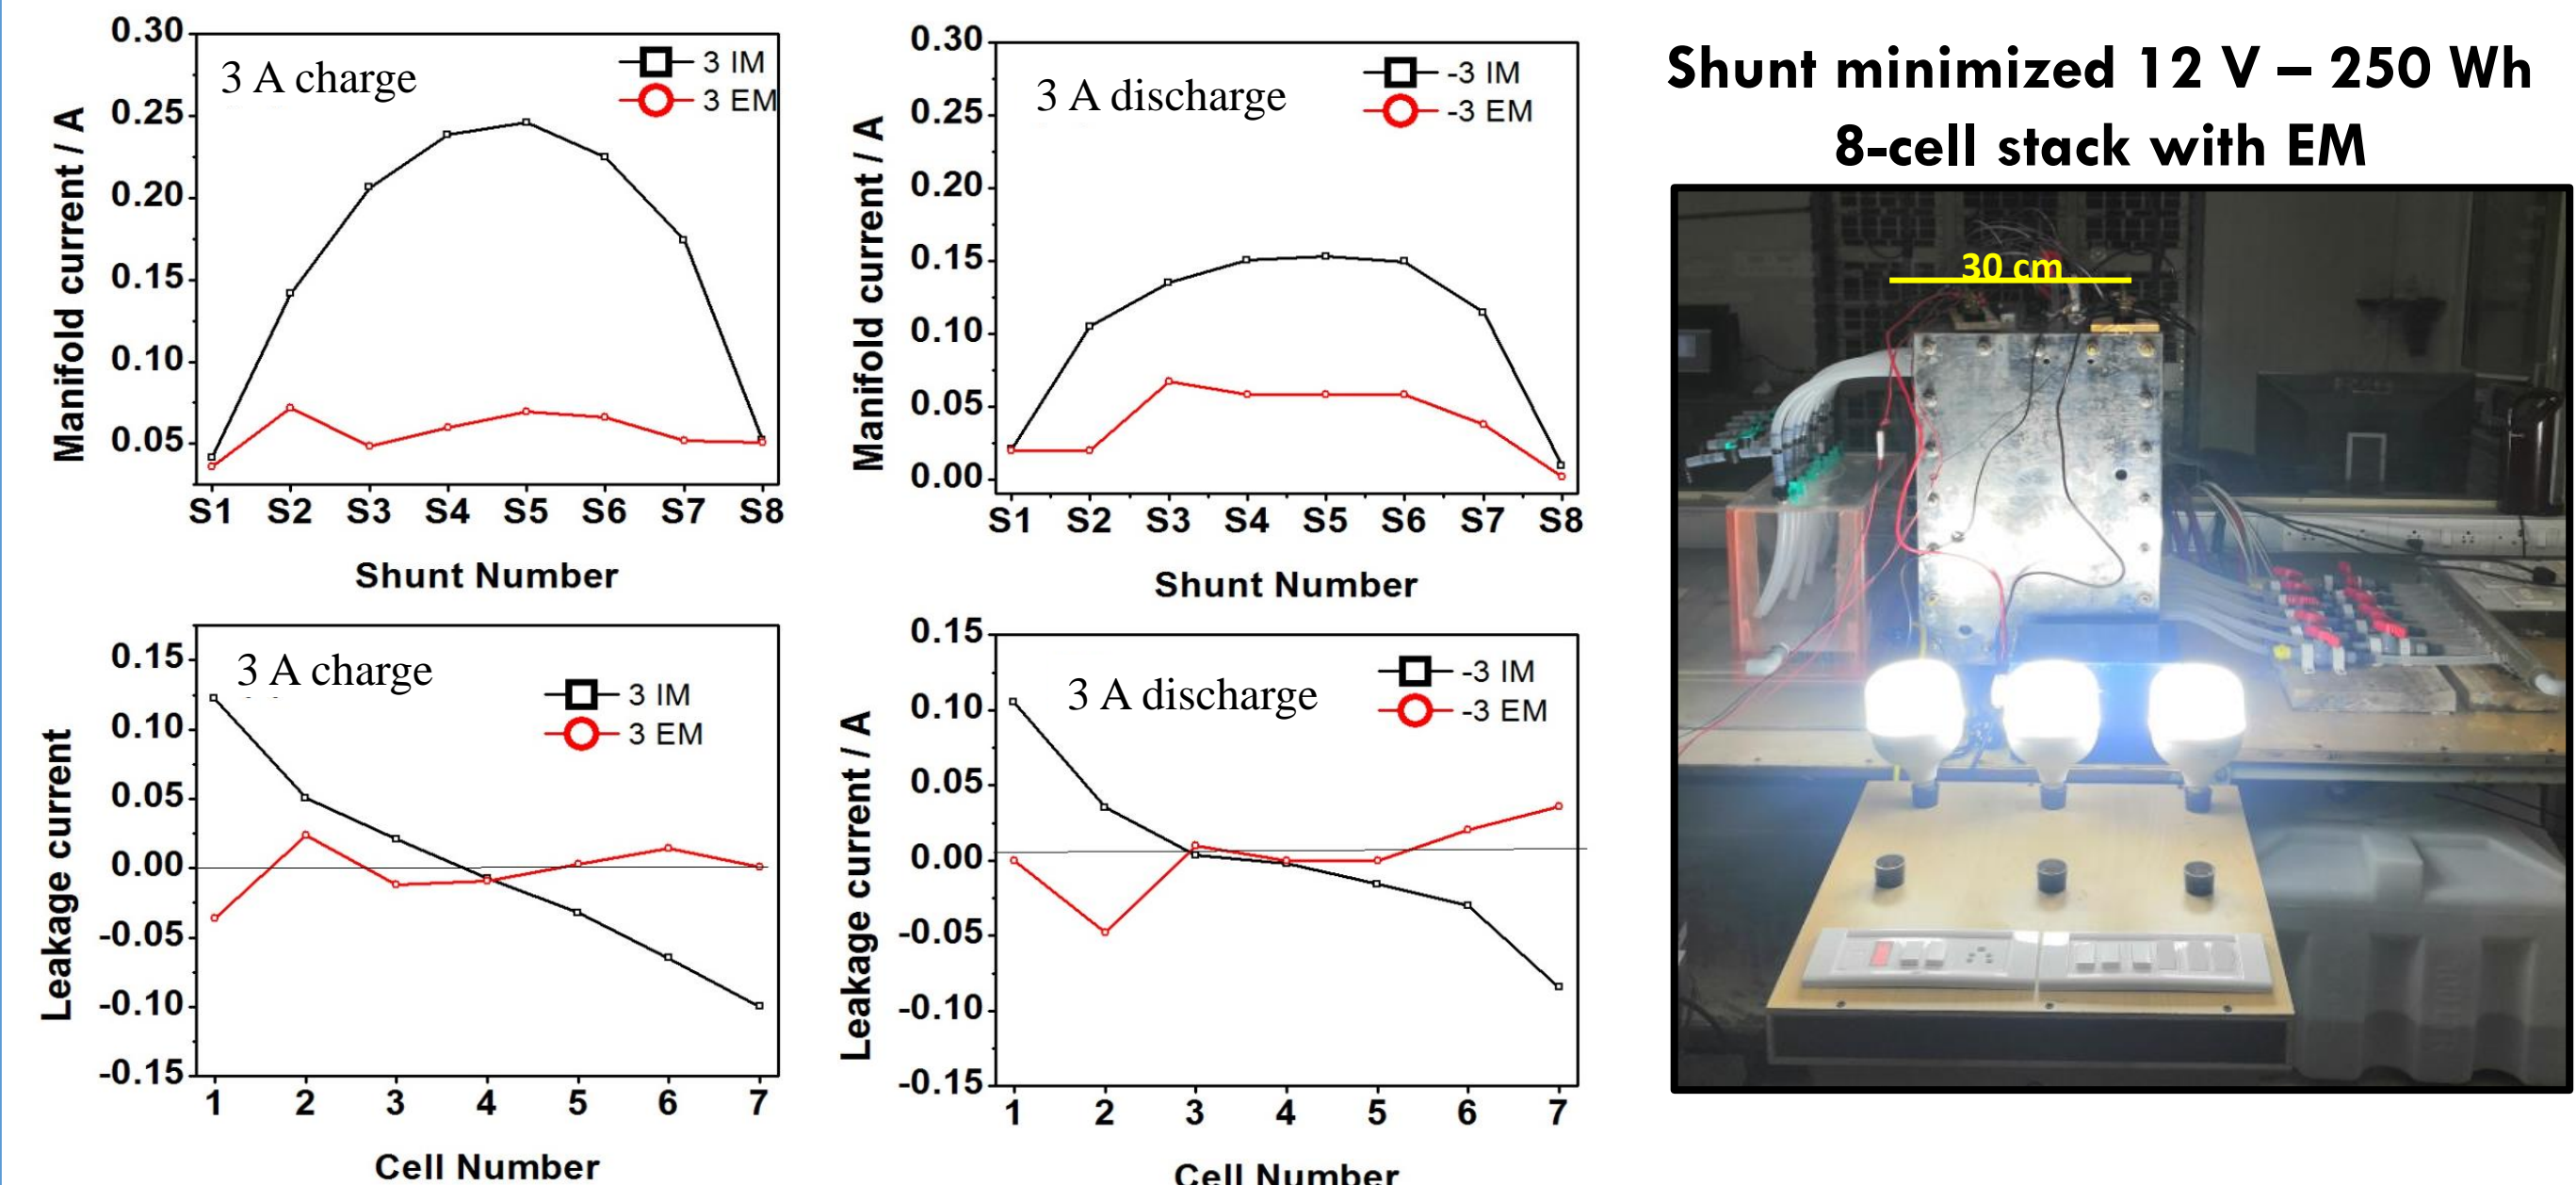 0.30
0.25
0.20
0.15
0.10
0.05
Manifold current / A
3 A charge
3 IM
3 EM
S1 S2 S3 S4 S5 S6 S7 S8
Shunt Number
0.30
0.25
0.20
0.15
0.10
0.05
0.00
Manifold current / A
3 A discharge
-3 IM
-3 EM
S1 S2 S3 S4 S5 S6 S7 S8
Shunt Number
Shunt minimized 12 V – 250 Wh
8-cell stack with EM
30 cm
0.15
0.10
0.05
0.00
-0.05
-0.10
-0.15
Leakage current
3 A charge
3 IM
3 EM
1 2 3 4 5 6 7
Cell Number
0.15
0.10
0.05
0.00
-0.05
-0.10
-0.15
Leakage current / A
3 A discharge
-3 IM
-3 EM
1 2 3 4 5 6 7
Cell Number